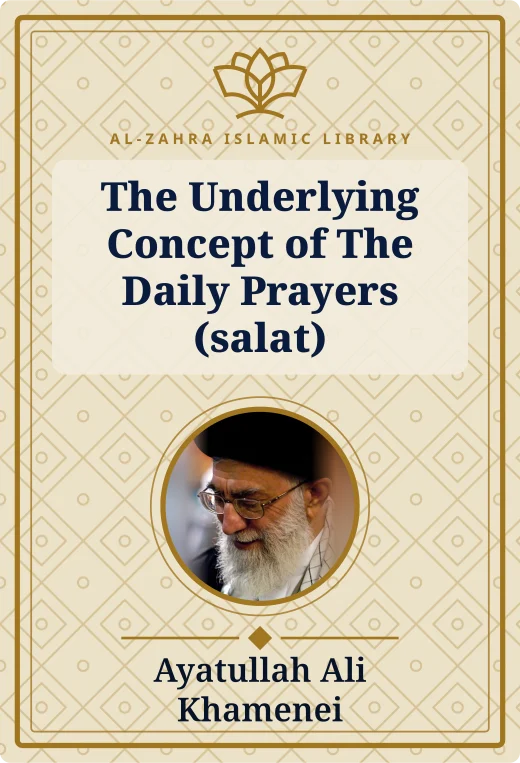 AL-ZAHRA ISLAMIC LIBRARY
The Underlying
Concept of The
Daily Prayers
(salat)
Ayatullah Ali
Khamenei